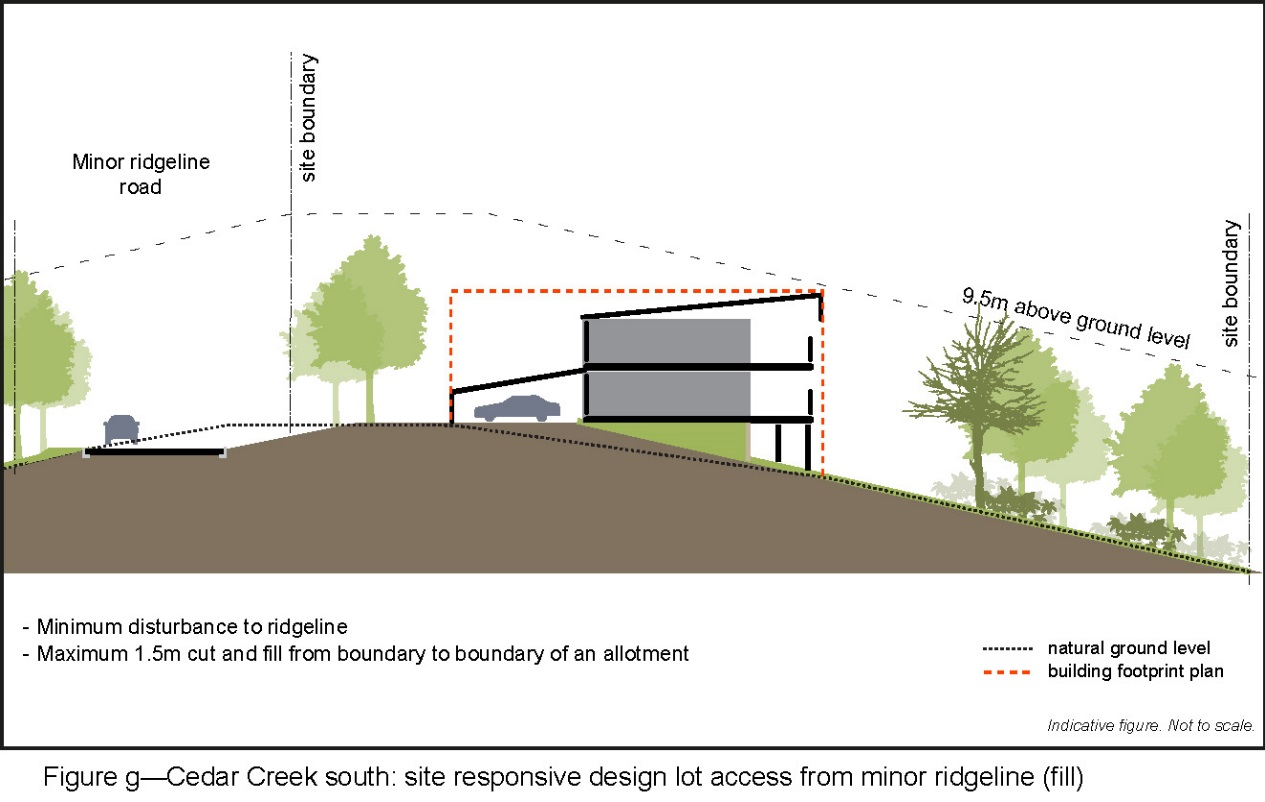 site boundary
Minor ridgeline
road
site boundary
9.5m above ground level
- Minimum disturbance to ridgeline
- Maximum 1.5m cut and fill from boundary to boundary of an allotment
natural ground level
building footprint plan
Indicative figure. Not to scale.
Figure g—Cedar Creek south: site responsive design lot access from minor ridgeline (fill)